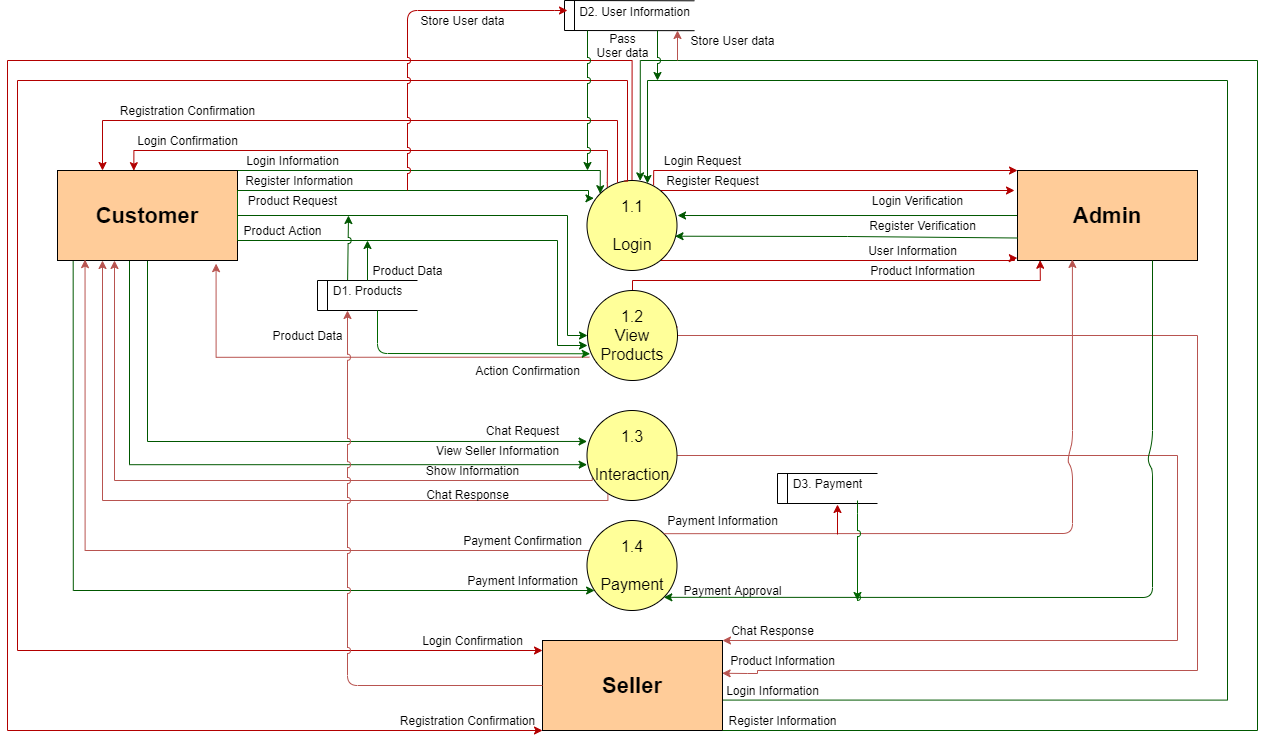 D2. User Information
Store User data
Pass
User data
Store User data
Registration Confirmation
Login Confirmation
Login Information
Login Request
Register Information
Register Request
Product Request
Login Verification
Customer
1.1
Login
Admin
Product Action
Register Verification
User Information
Product Data
Product Information
D1. Products
1.2
View
Products
Product Data
Action Confirmation
Chat Request
1.3
Interaction
View Seller Information
Show Information
D3. Payment
Chat Response
Payment Information
Payment Confirmation
1.4
Payment
Payment Information
Payment Approval
Chat Response
Login Confirmation
Product Information
Seller
Login Information
Registration Confirmation
Register Information